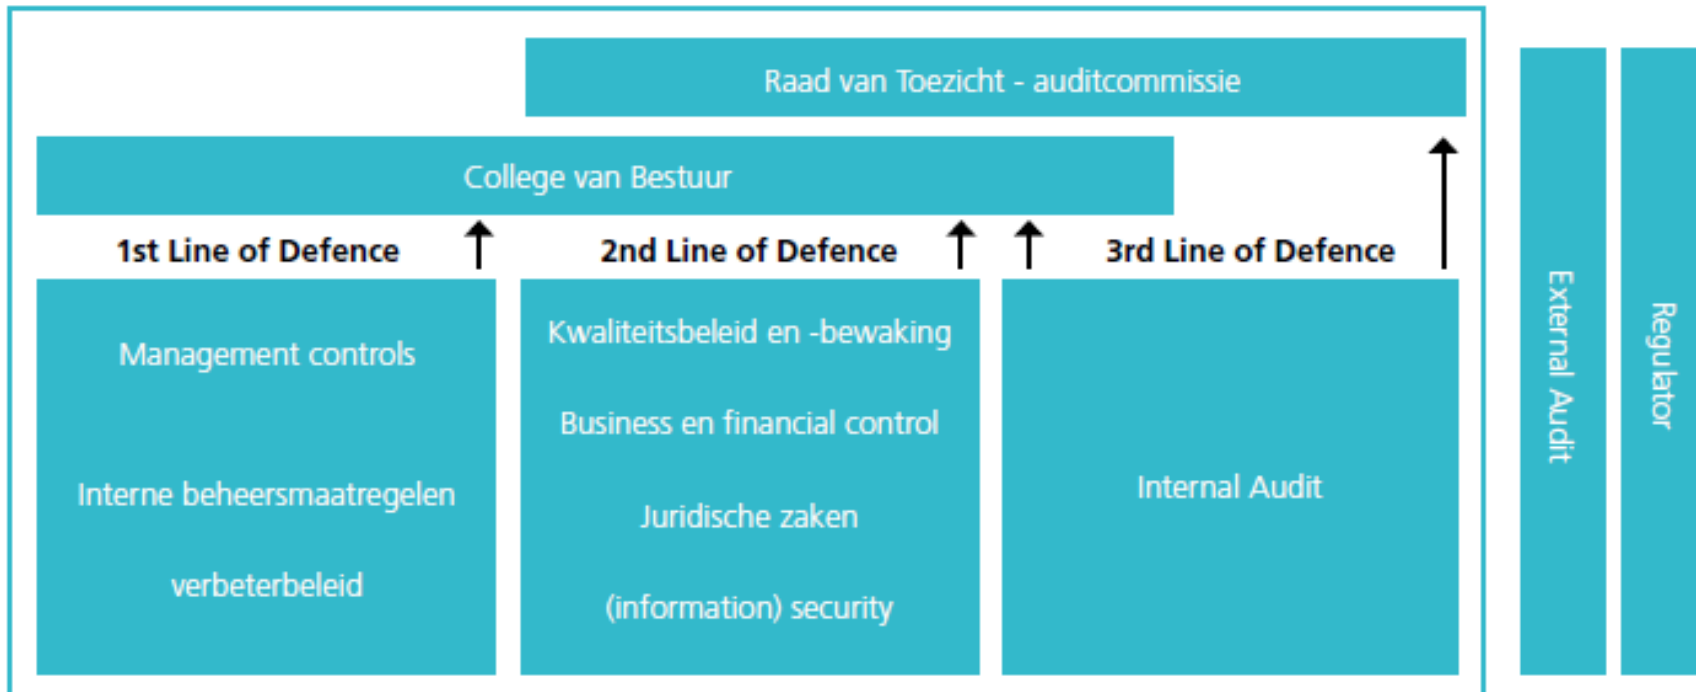 Raad van Toezicht - auditcommissie
College van Bestuur
1st Line of Defence
2nd Line of Defence
3rd Line of Defence
Management controls
Interne beheersmaatregelen
verbeterbeleid
Kwaliteitsbeleid en -bewaking
Business en financial control
Juridische zaken
(information) security
Internal Audit
External Audit
Regulator